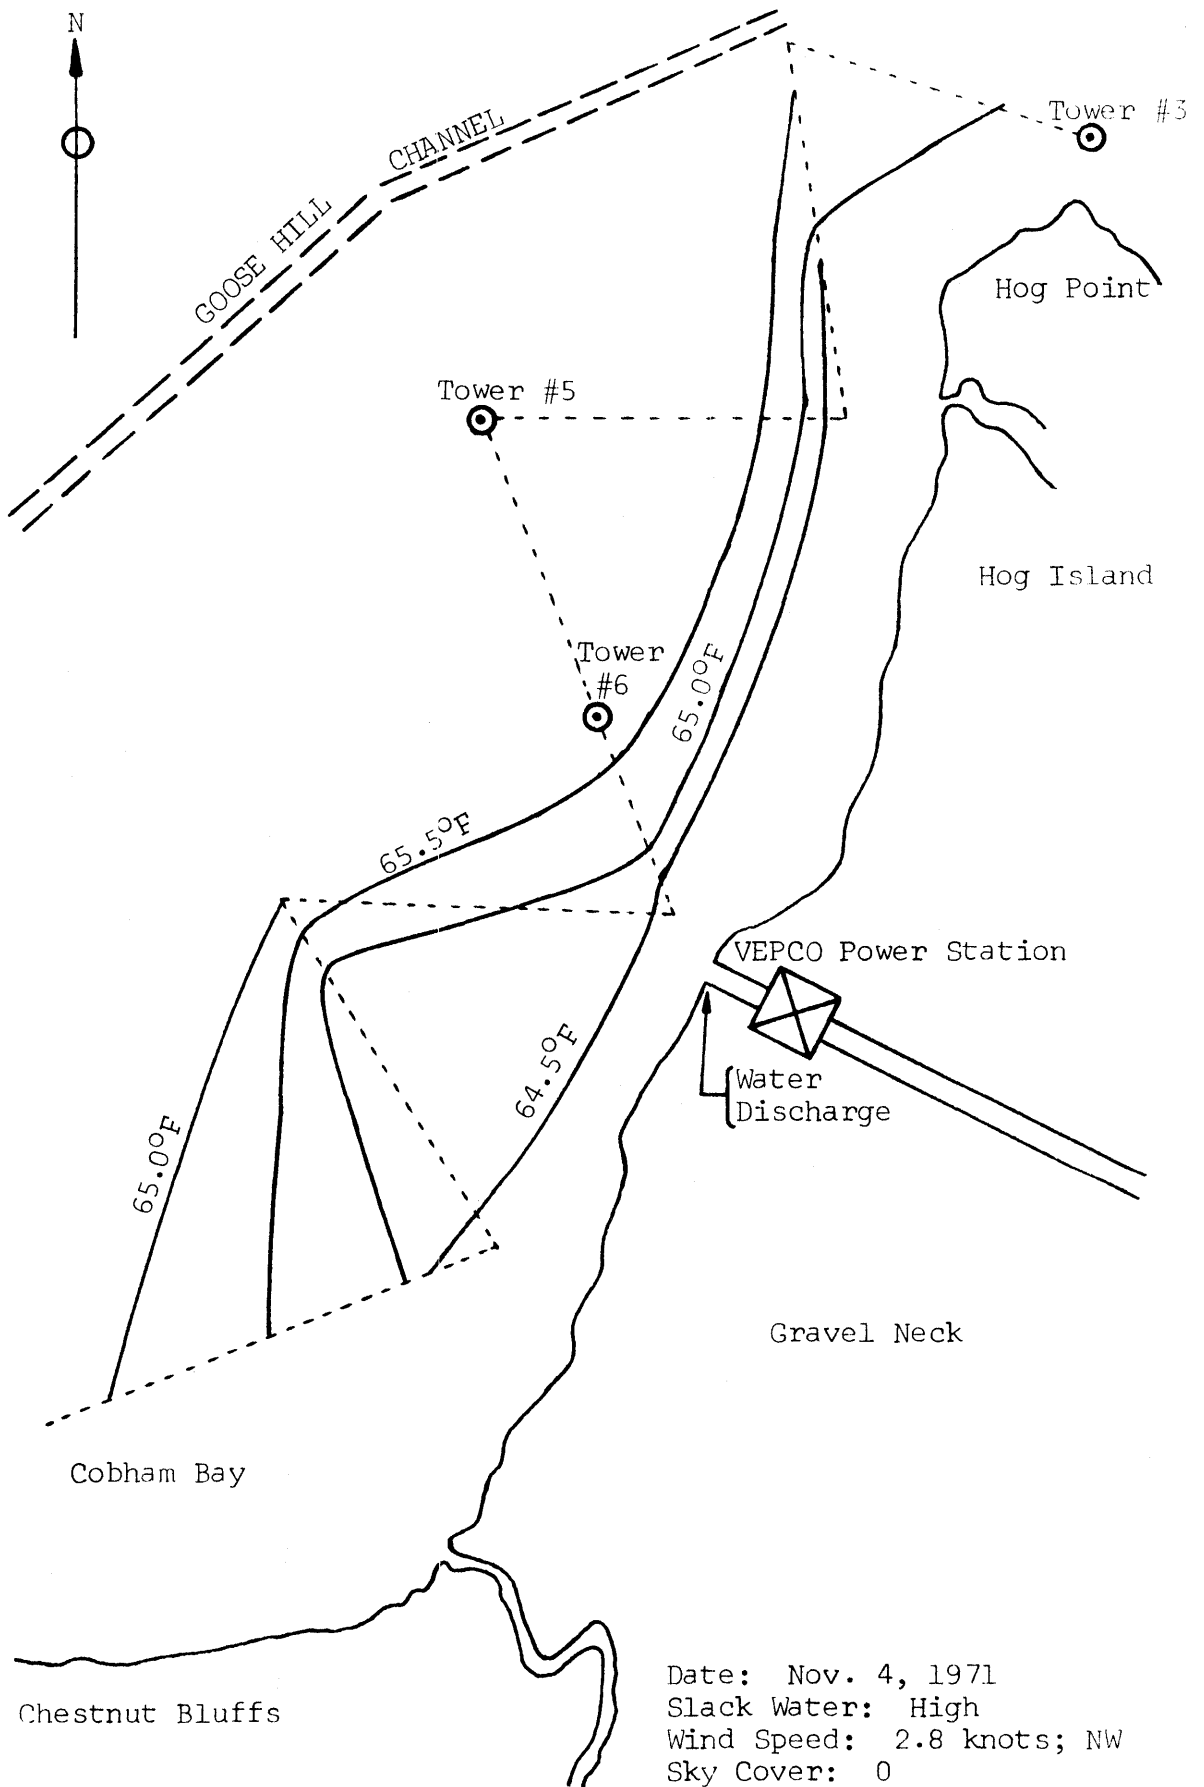 N
Tower #3
GOOSE HILL CHANNEL
Hog Point
Tower #5
Hog Island
Tower
#6
65.0°F
65.5°F
VEPCO Power Station
64.5°F
Water
Discharge
65.0°F
Gravel Neck
Cobham Bay
Chestnut Bluffs
Date: Nov. 4, 1971
Slack Water: High
Wind Speed: 2.8 knots; NW
Sky Cover: 0